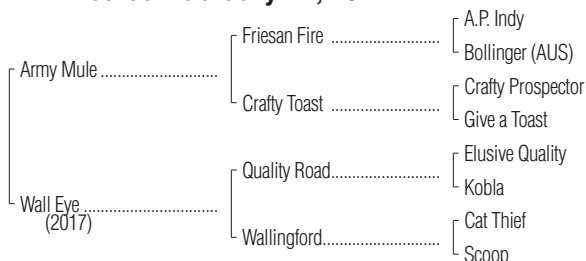 Army Mule
Friesan Fire
A.P. Indy
Bollinger (AUS)
Crafty Toast
Crafty Prospector
Give a Toast
Wall Eye
(2017)
Quality Road
Elusive Quality
Kobla
Wallingford
Cat Thief
Scoop